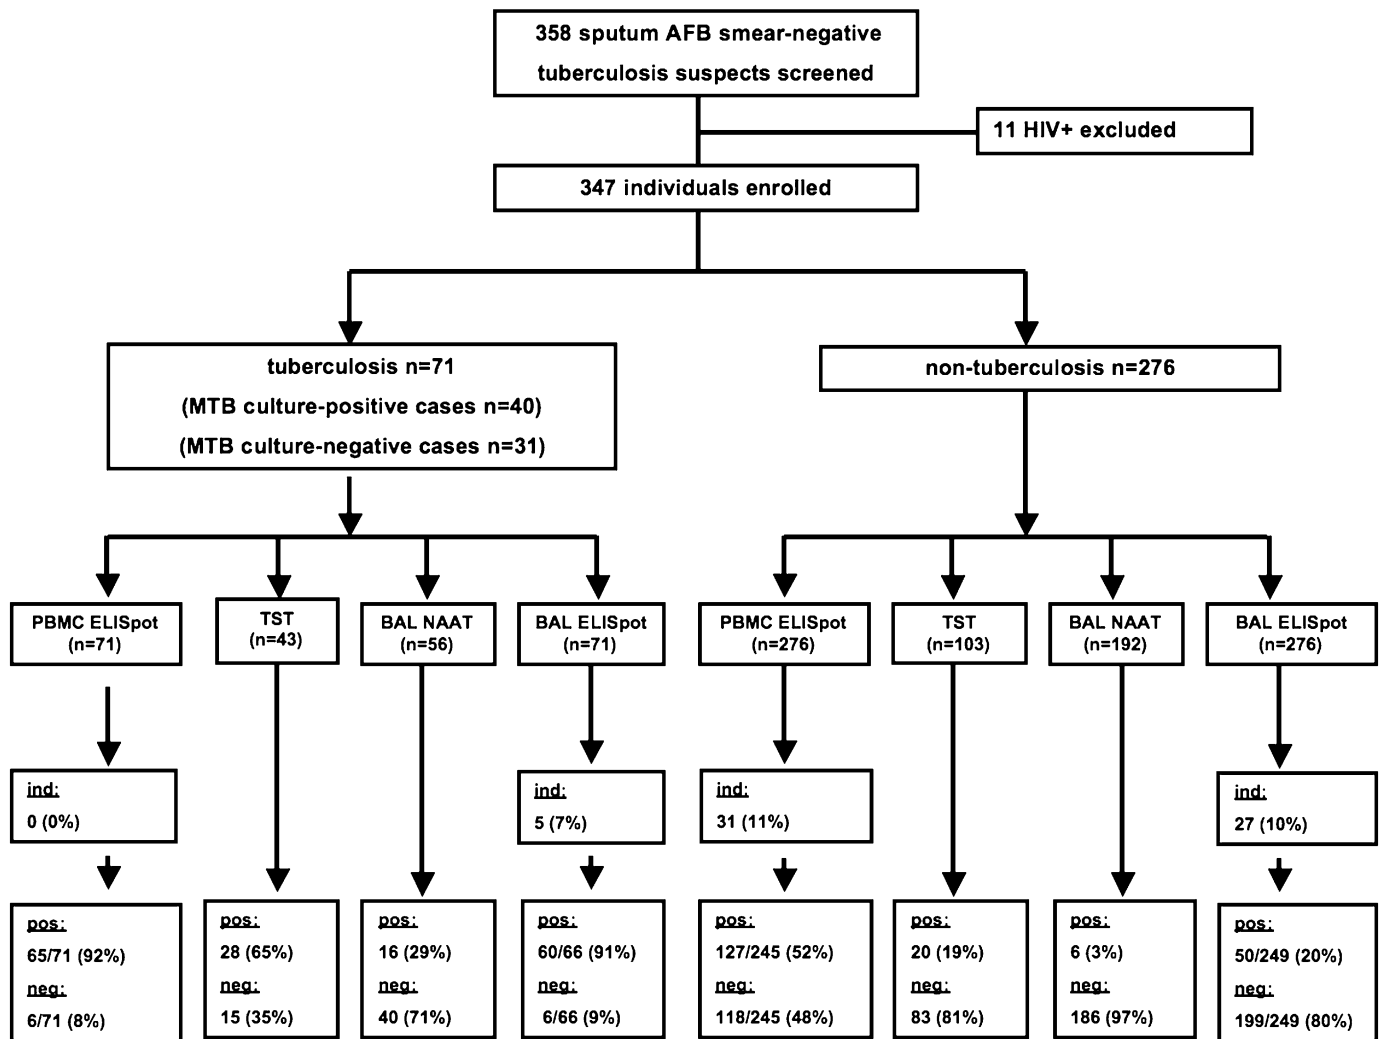 358 sputum AFB smear-negative
tuberculosis suspects screened
11 HIV+ excluded
347 individuals enrolled
tuberculosis n=71
(MTB culture-positive cases n=40)
(MTB culture-negative cases n=31)
non-tuberculosis n=276
PBMC ELISpot
(n=71)
TST
(n=43)
BAL NAAT
(n=56)
BAL ELISpot
(n=71)
PBMC ELISpot
(n=276)
TST
(n=103)
BAL NAAT
(n=192)
BAL ELISpot
(n=276)
ind:
0 (0%)
ind:
5 (7%)
ind:
31 (11%)
ind:
27 (10%)
pos:
65/71 (92%)
neg:
6/71 (8%)
pos:
28 (65%)
neg:
15 (35%)
pos:
16 (29%)
neg:
40 (71%)
pos:
60/66 (91%)
neg:
6/66 (9%)
pos:
127/245 (52%)
neg:
118/245 (48%)
pos:
20 (19%)
neg:
83 (81%)
pos:
6 (3%)
neg:
186 (97%)
pos:
50/249 (20%)
neg:
199/249 (80%)